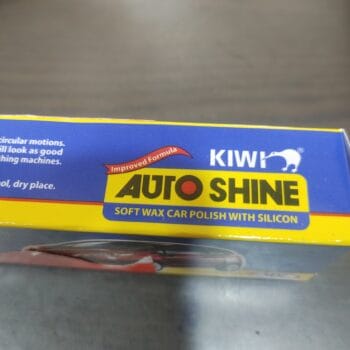 circular motions.
ill look as good
hing machines.
ol, dry place.
KIWI
Improved Formula
AUTO SHINE
SOFT WAX CAR POLISH WITH SILICON